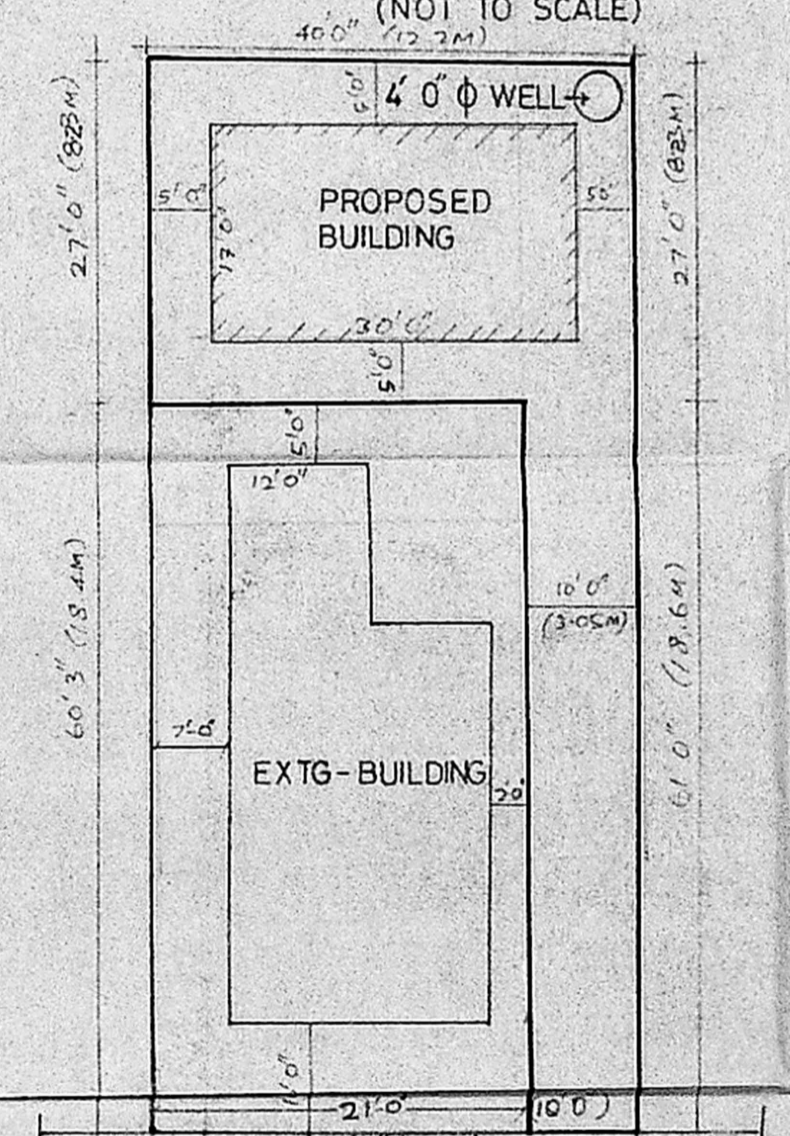 (NOT TO SCALE)
40'0" (12.2M)
27'0" (8.23M)
27'0" (8.23M)
4' 0" ϕ WELL→
5'0"
5'0"
PROPOSED
BUILDING
17'0"
30'0"
5'0"
5'0"
12'0"
10'0"
(3.05M)
60'3" (18.4M)
61'0" (18.6M)
7'-0"
EXTG-BUILDING
21'0"
(10'0")